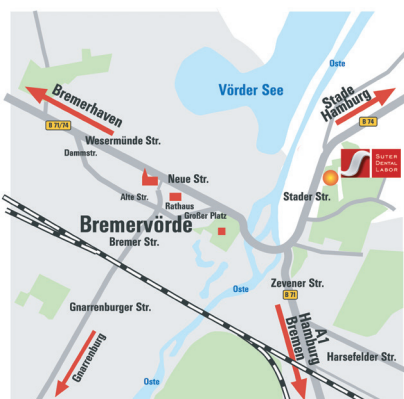 Oste
Bremerhaven
Vörder See
Stade
Hamburg
B 71/74
B 74
Wesermünde Str.
Dammstr.
SUTER
DENTAL
LABOR
Neue Str.
Alte Str.
Rathaus
Stader Str.
Großer Platz
Bremervörde
Bremer Str.
Oste
Zevener Str.
B 71
Gnarrenburger Str.
A1
Hamburg
Bremen
Harsefelder Str.
Gnarrenburg
Oste